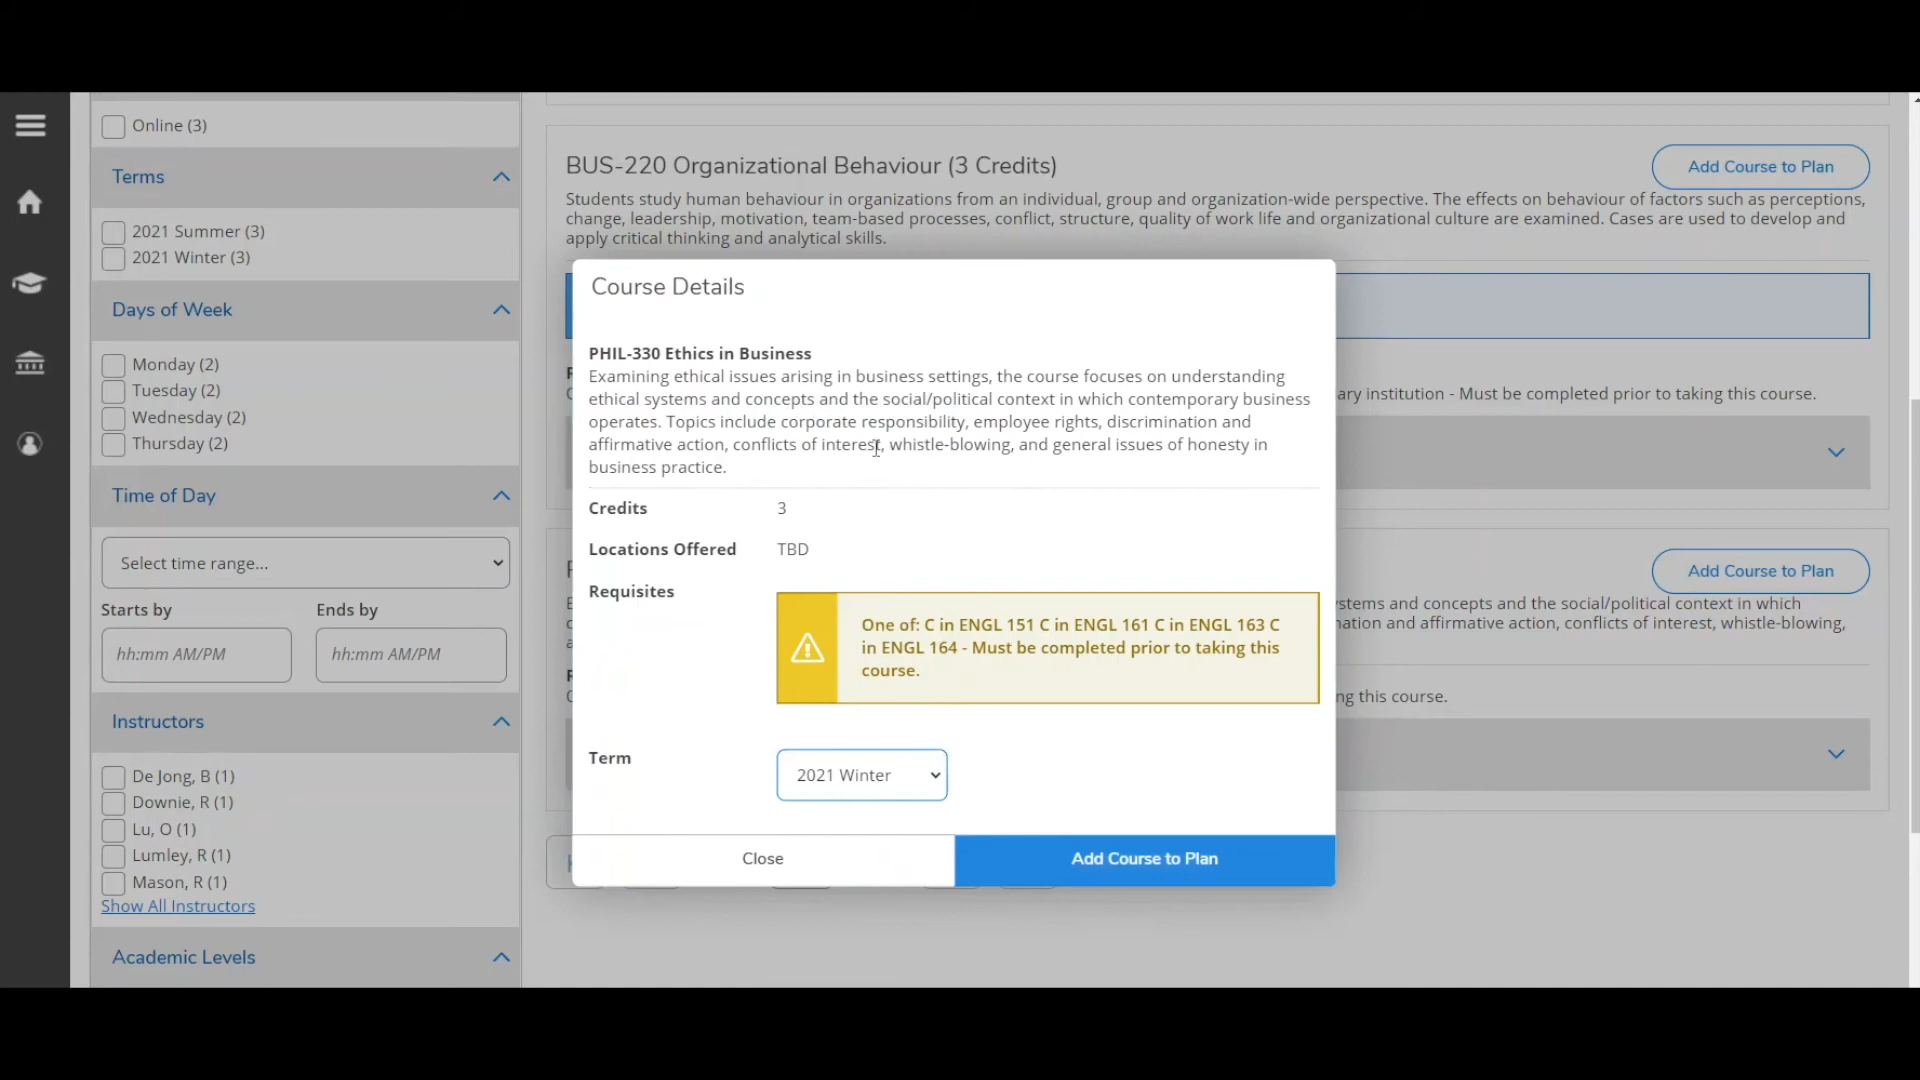 Online (3)
Terms
2021 Summer (3)
2021 Winter (3)
Days of Week
Monday (2)
Tuesday (2)
Wednesday (2)
Thursday (2)
Time of Day
Select time range...
Starts by
Ends by
hh:mm AM/PM
hh:mm AM/PM
Instructors
De Jong, B (1)
Downie, R (1)
Lu, O (1)
Lumley, R (1)
Mason, R (1)
Show All Instructors
Academic Levels
BUS-220 Organizational Behaviour (3 Credits)
Add Course to Plan
Students study human behaviour in organizations from an individual, group and organization-wide perspective. The effects on behaviour of factors such as perceptions,
change, leadership, motivation, team-based processes, conflict, structure, quality of work life and organizational culture are examined. Cases are used to develop and
apply critical thinking and analytical skills.
institution - Must be completed prior to taking this course.
Add Course to Plan
and concepts and the social/political context in which
and affirmative action, conflicts of interest, whistle-blowing,
this course.
Course Details
PHIL-330 Ethics in Business
Examining ethical issues arising in business settings, the course focuses on understanding
ethical systems and concepts and the social/political context in which contemporary business
operates. Topics include corporate responsibility, employee rights, discrimination and
affirmative action, conflicts of interest, whistle-blowing, and general issues of honesty in
business practice.
Credits
3
Locations Offered
TBD
Requisites
One of: C in ENGL 151 C in ENGL 161 C in ENGL 163 C
in ENGL 164 - Must be completed prior to taking this
course.
Term
2021 Winter
Close
Add Course to Plan